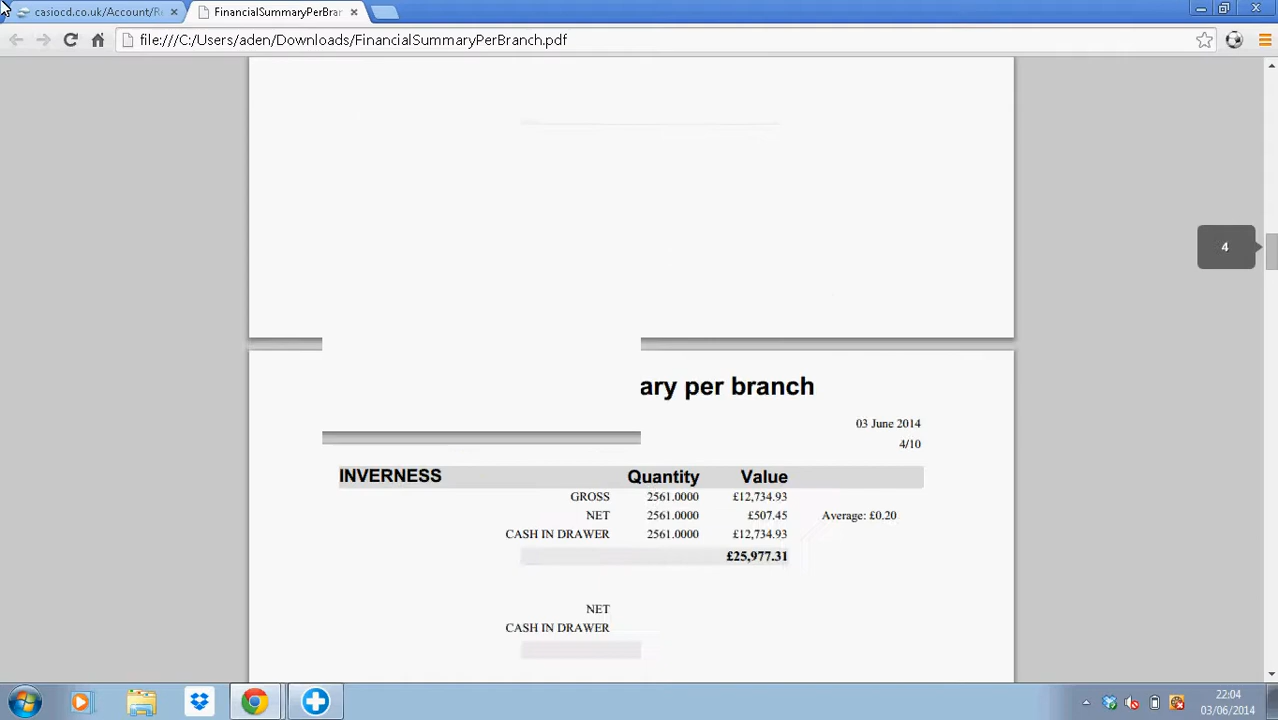 casiocd.co.uk/Account/Re
FinancialSummaryPerBran
file:///C:/Users/aden/Downloads/FinancialSummaryPerBranch.pdf
4
ary per branch
03 June 2014
4/10
INVERNESS Quantity Value
GROSS 2561.0000 £12,734.93
NET 2561.0000 £507.45 Average: £0.20
CASH IN DRAWER 2561.0000 £12,734.93
£25,977.31
NET
CASH IN DRAWER
22:04
03/06/2014